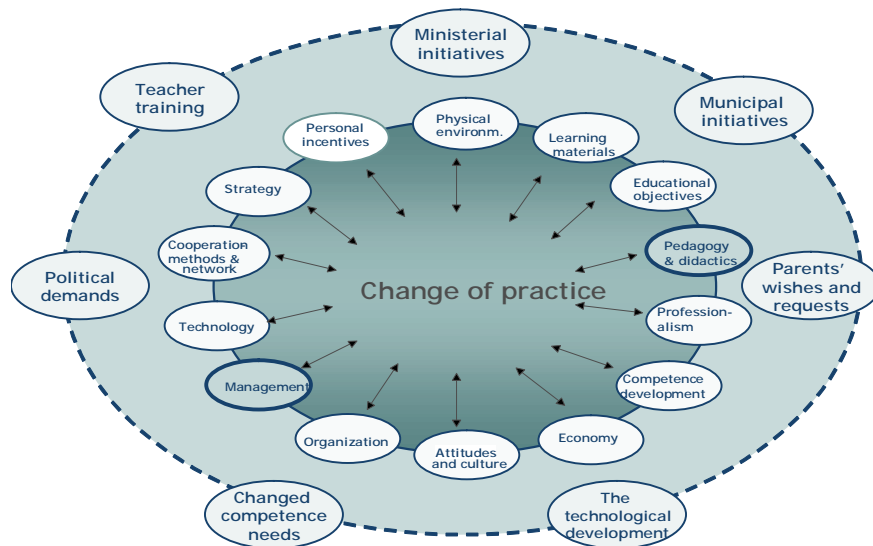 Ministerial
initiatives
Teacher
training
Municipal
initiatives
Personal
incentives
Physical
environm.
Learning
materials
Strategy
Educational
objectives
Cooperation-
methods &
network
Pedagogy
& didactics
Political
demands
Change of practice
Parents'
wishes and
requests
Technology
Profession-
alism
Management
Competence
development
Organization
Attitudes
and culture
Economy
Changed
competence
needs
The
technological
development